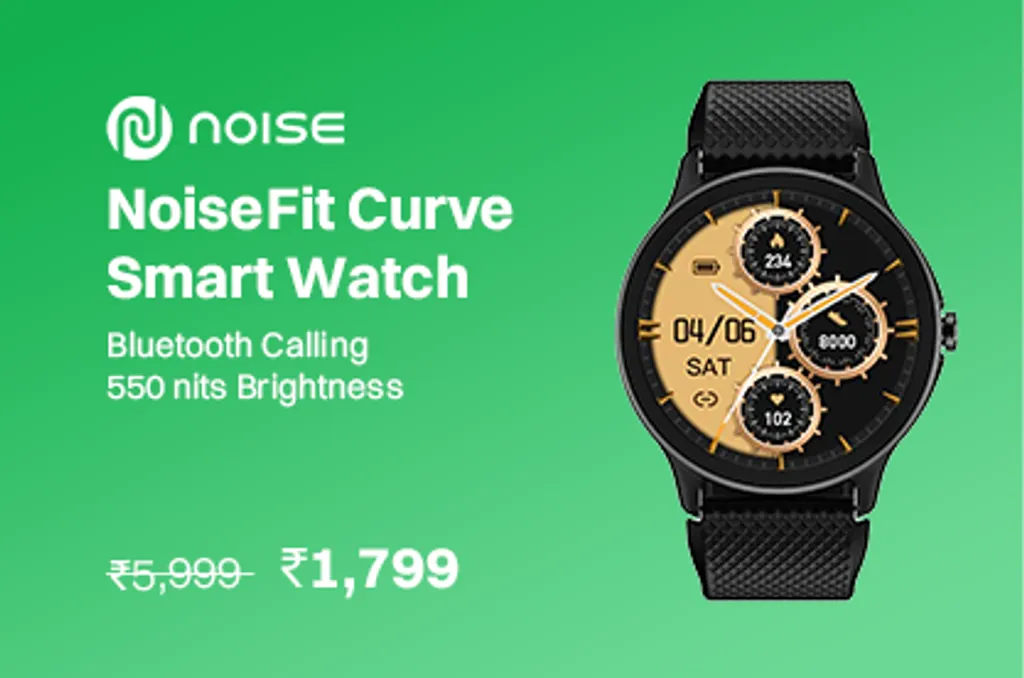 NOISE
NoiseFit Curve
Smart Watch
Bluetooth Calling
550 nits Brightness
₹5,999 ₹1,799
234
04/06
8000
SAT
102